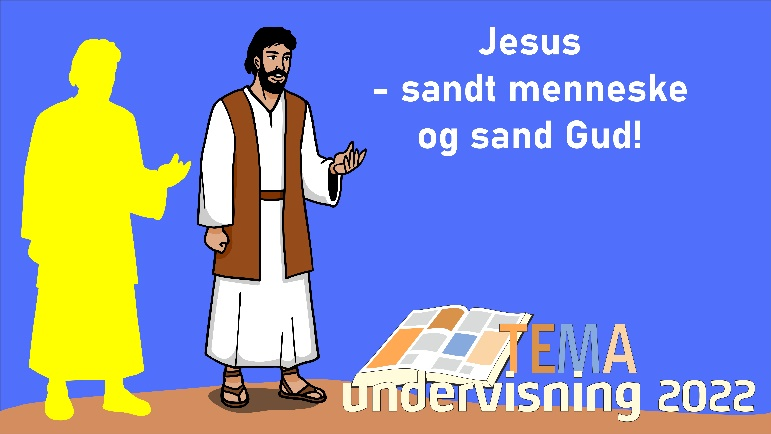 Jesus
- sandt menneske
og sand Gud!
TEMA
undervisning 2022